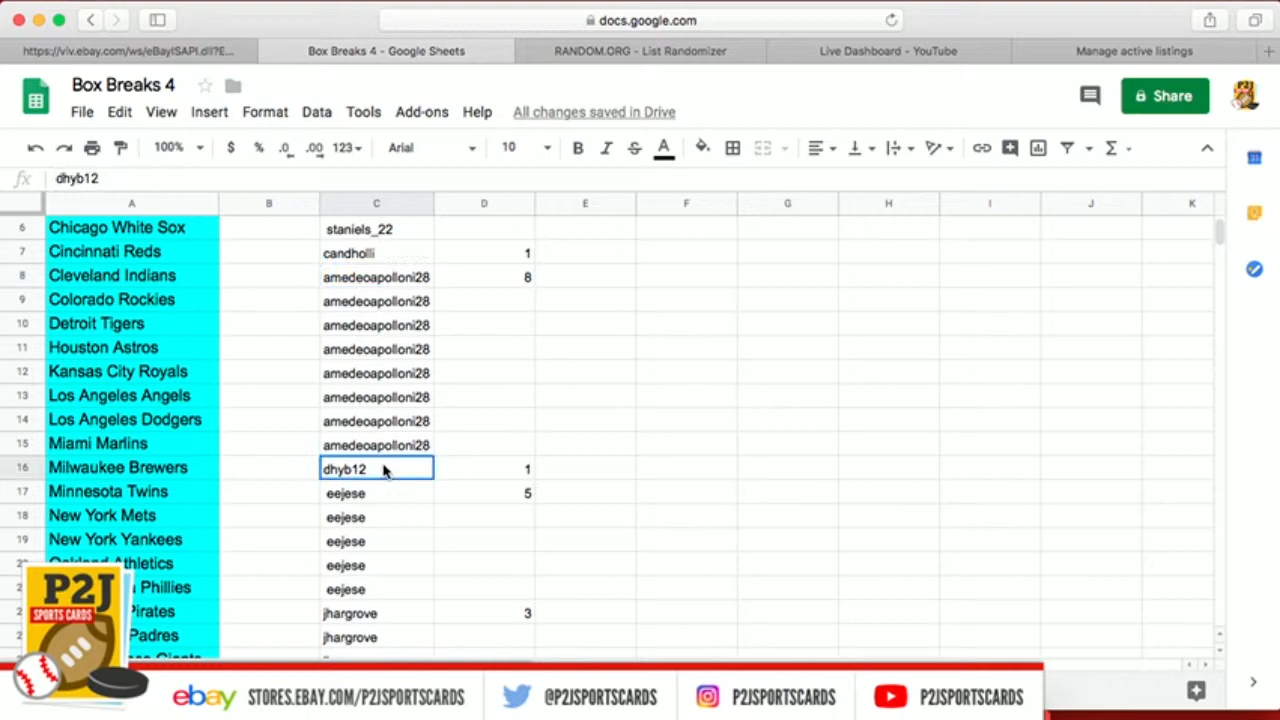 docs.google.com
https://viv.ebay.com/ws/eBayISAPI.dll?E...
Box Breaks 4 - Google Sheets
RANDOM.ORG - List Randomizer
Live Dashboard - YouTube
Manage active listings
Box Breaks 4
File Edit View Insert Format Data Tools Add-ons Help All changes saved in Drive
Share
100% $ % .0 .00 123 Arial 10 B I S A
fx dhyb12
A B C D E F G H I J K
6 Chicago White Sox staniels_22
7 Cincinnati Reds candholli 1
8 Cleveland Indians amedeoapolloni28 8
9 Colorado Rockies amedeoapolloni28
10 Detroit Tigers amedeoapolloni28
11 Houston Astros amedeoapolloni28
12 Kansas City Royals amedeoapolloni28
13 Los Angeles Angels amedeoapolloni28
14 Los Angeles Dodgers amedeoapolloni28
15 Miami Marlins amedeoapolloni28
16 Milwaukee Brewers dhyb12 1
17 Minnesota Twins eejese 5
18 New York Mets eejese
19 New York Yankees eejese
Athletics eejese
Phillies eejese
Pirates jhargrove 3
Padres jhargrove
P2J
SPORTS CARDS
ebay STORES.EBAY.COM/P2JSPORTSCARDS @P2JSPORTSCARDS P2JSPORTSCARDS P2JSPORTSCARDS